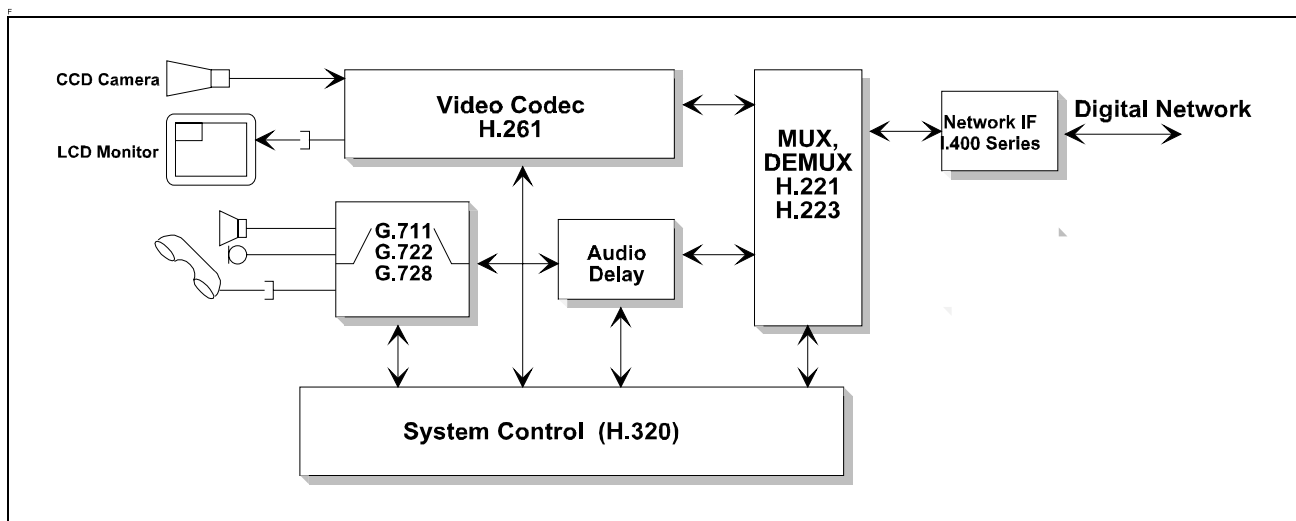 F
CCD Camera
LCD Monitor
Video Codec
H.261
G.711
G.722
G.728
Audio
Delay
MUX,
DEMUX
H.221
H.223
Network IF
I.400 Series
Digital Network
System Control (H.320)